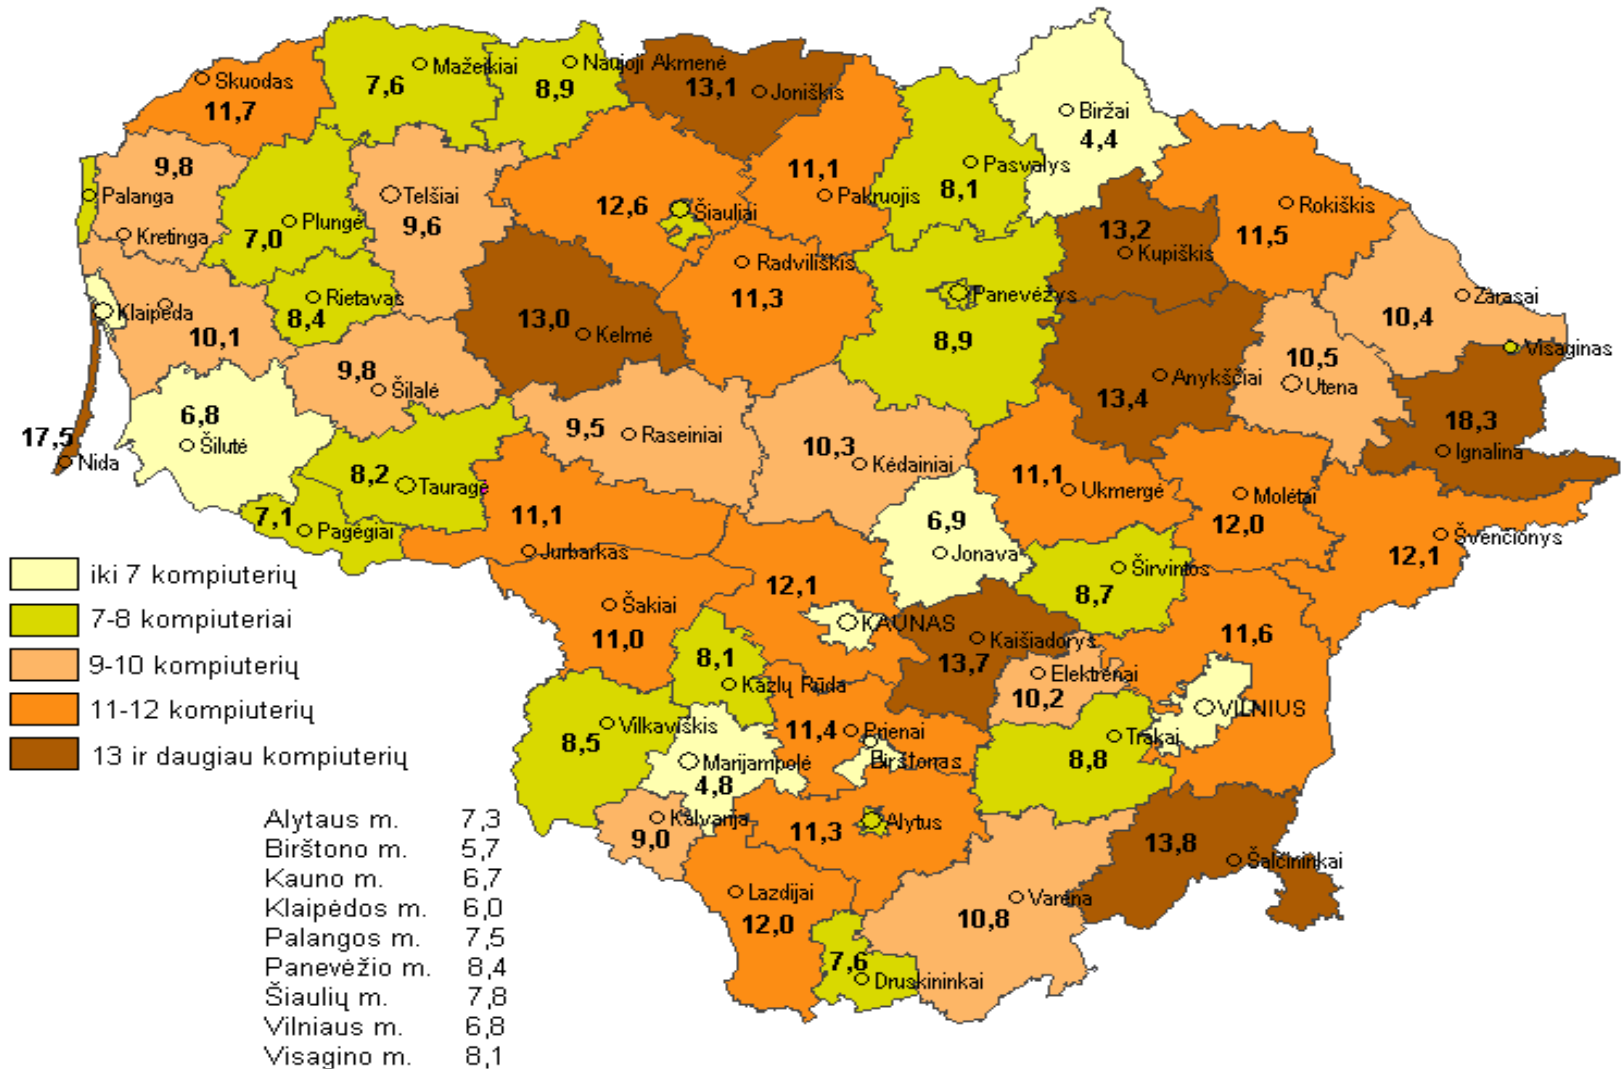 Skuodas
11,7
Mažeikiai
7,6
Naujoji Akmenė
8,9
13,1
Joniškis
Biržai
4,4
9,8
Palanga
Kretinga
Plungė
7,0
Telšiai
9,6
12,6
Šiauliai
11,1
Pakruojis
Pasvalys
8,1
Rokiškis
11,5
13,2
Kupiškis
Klaipėda
10,1
Rietavas
8,4
13,0
Kelmė
Radviliškis
11,3
Panevėžys
8,9
Zarasai
10,4
Visaginas
10,5
Utena
Anykščiai
13,4
9,8
Šilalė
6,8
Šilutė
17,5
Nida
9,5
Raseiniai
10,3
Kėdainiai
18,3
Ignalina
8,2
Tauragė
7,1
Pagėgiai
11,1
Jurbarkas
11,1
Ukmergė
Molėtai
12,0
6,9
Jonava
Švenčionys
12,1
Širvintos
8,7
12,1
KAUNAS
Šakiai
11,0
Kaišiadorys
13,7
11,6
8,1
Kazlų Rūda
Elektrėnai
10,2
VILNIUS
Vilkaviškis
8,5
11,4
Prienai
Birštonas
Trakai
8,8
Marijampolė
4,8
Kalvarija
9,0
11,3
Alytus
13,8
Šalčininkai
Lazdijai
12,0
Varėna
10,8
7,6
Druskininkai
iki 7 kompiuterių
7-8 kompiuteriai
9-10 kompiuterių
11-12 kompiuterių
13 ir daugiau kompiuterių
Alytaus m. 7,3
Birštono m. 5,7
Kauno m. 6,7
Klaipėdos m. 6,0
Palangos m. 7,5
Panevėžio m. 8,4
Šiaulių m. 7,8
Vilniaus m. 6,8
Visagino m. 8,1